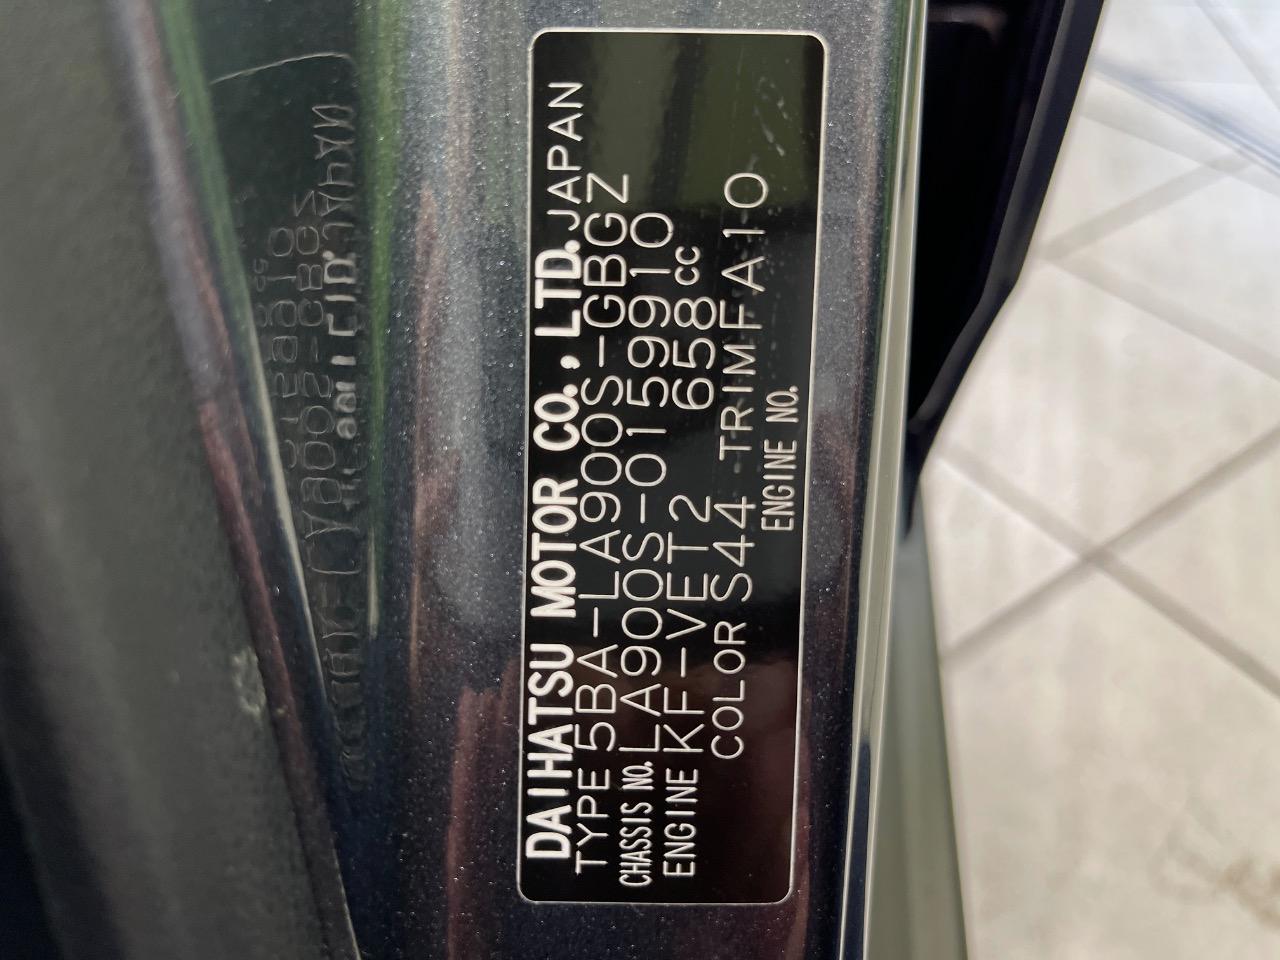 DAIHATSU MOTOR CO., LTD. JAPAN
TYPE 5BA-LA900S-GBGZ
CHASSIS NO. LA900S-0159910
ENGINE KF-VET2 658cc
COLOR S44 TRIM FA10
ENGINE NO.